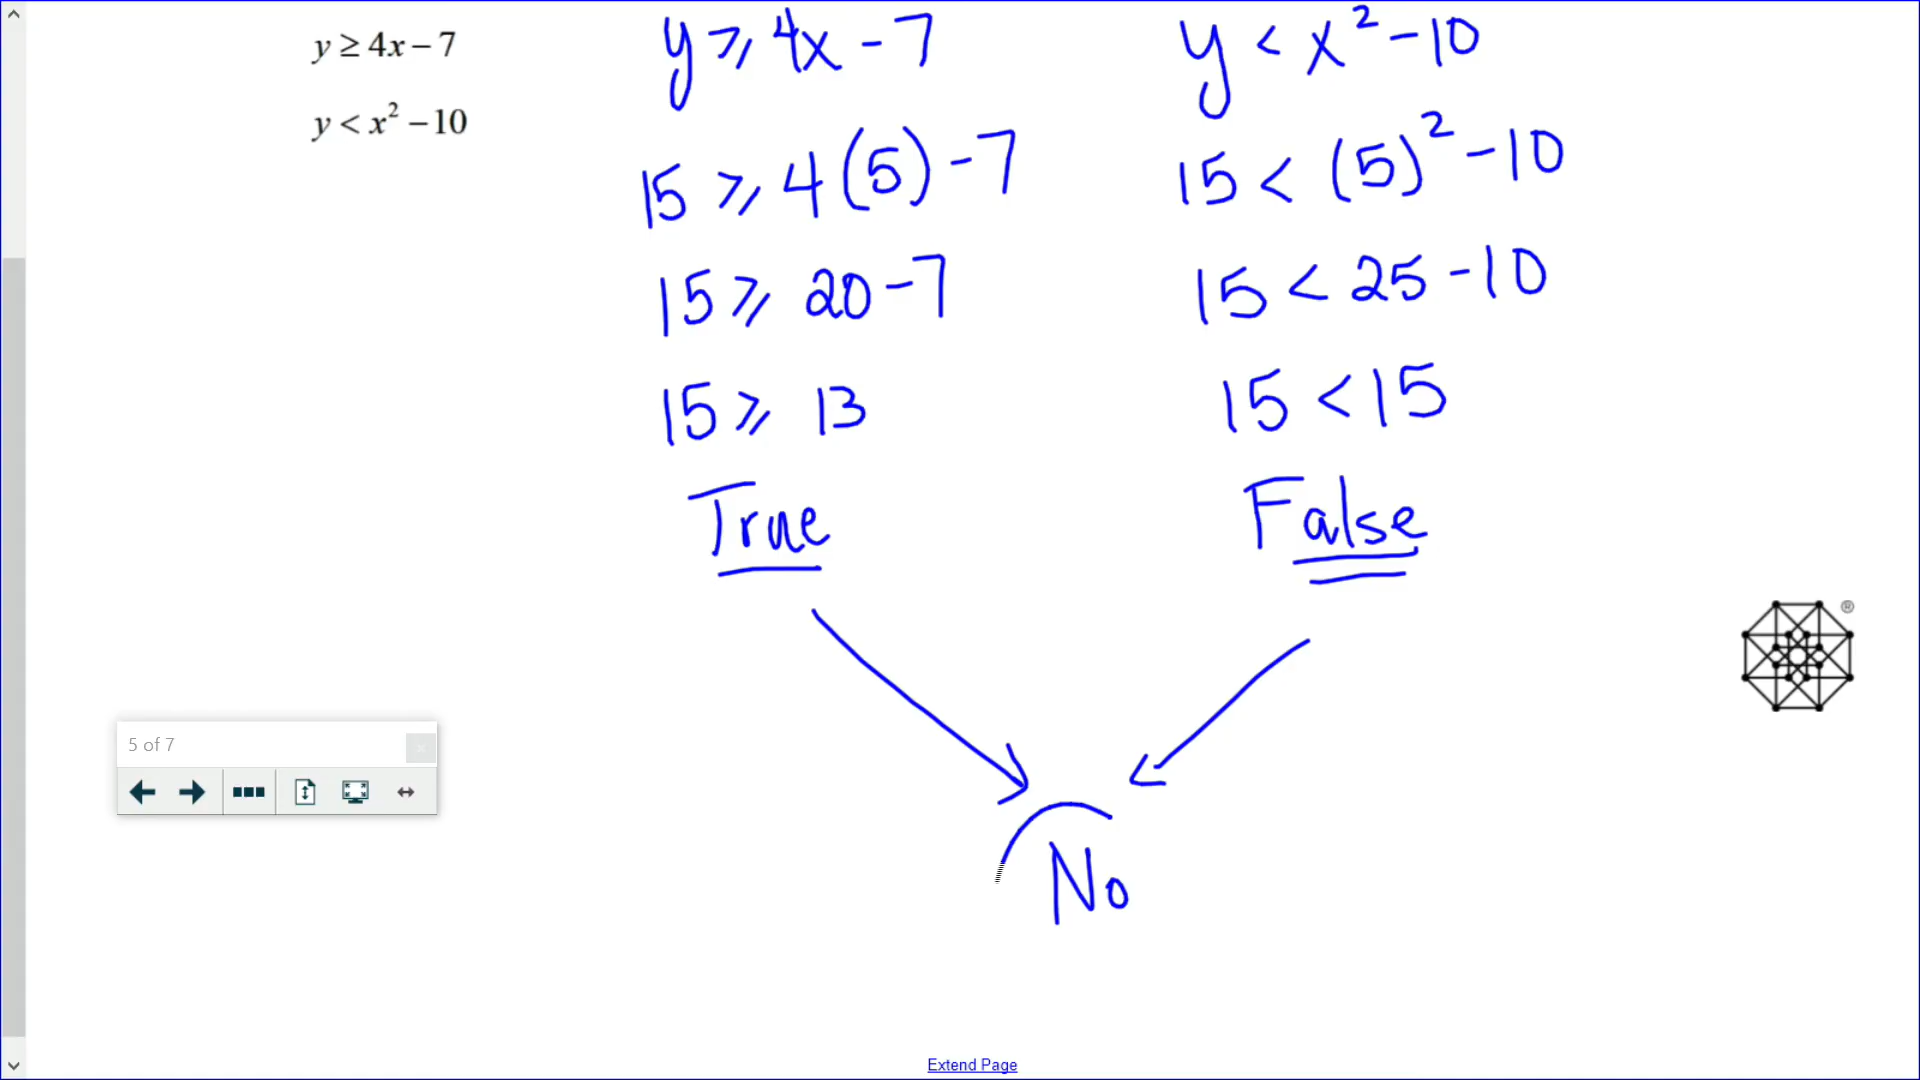 y ≥ 4x − 7
y < x² − 10
y ≥ 4x - 7
15 ≥ 4(5) - 7
15 ≥ 20 - 7
15 ≥ 13
True
y < x² - 10
15 < (5)² - 10
15 < 25 - 10
15 < 15
False
No
®
5 of 7
Extend Page